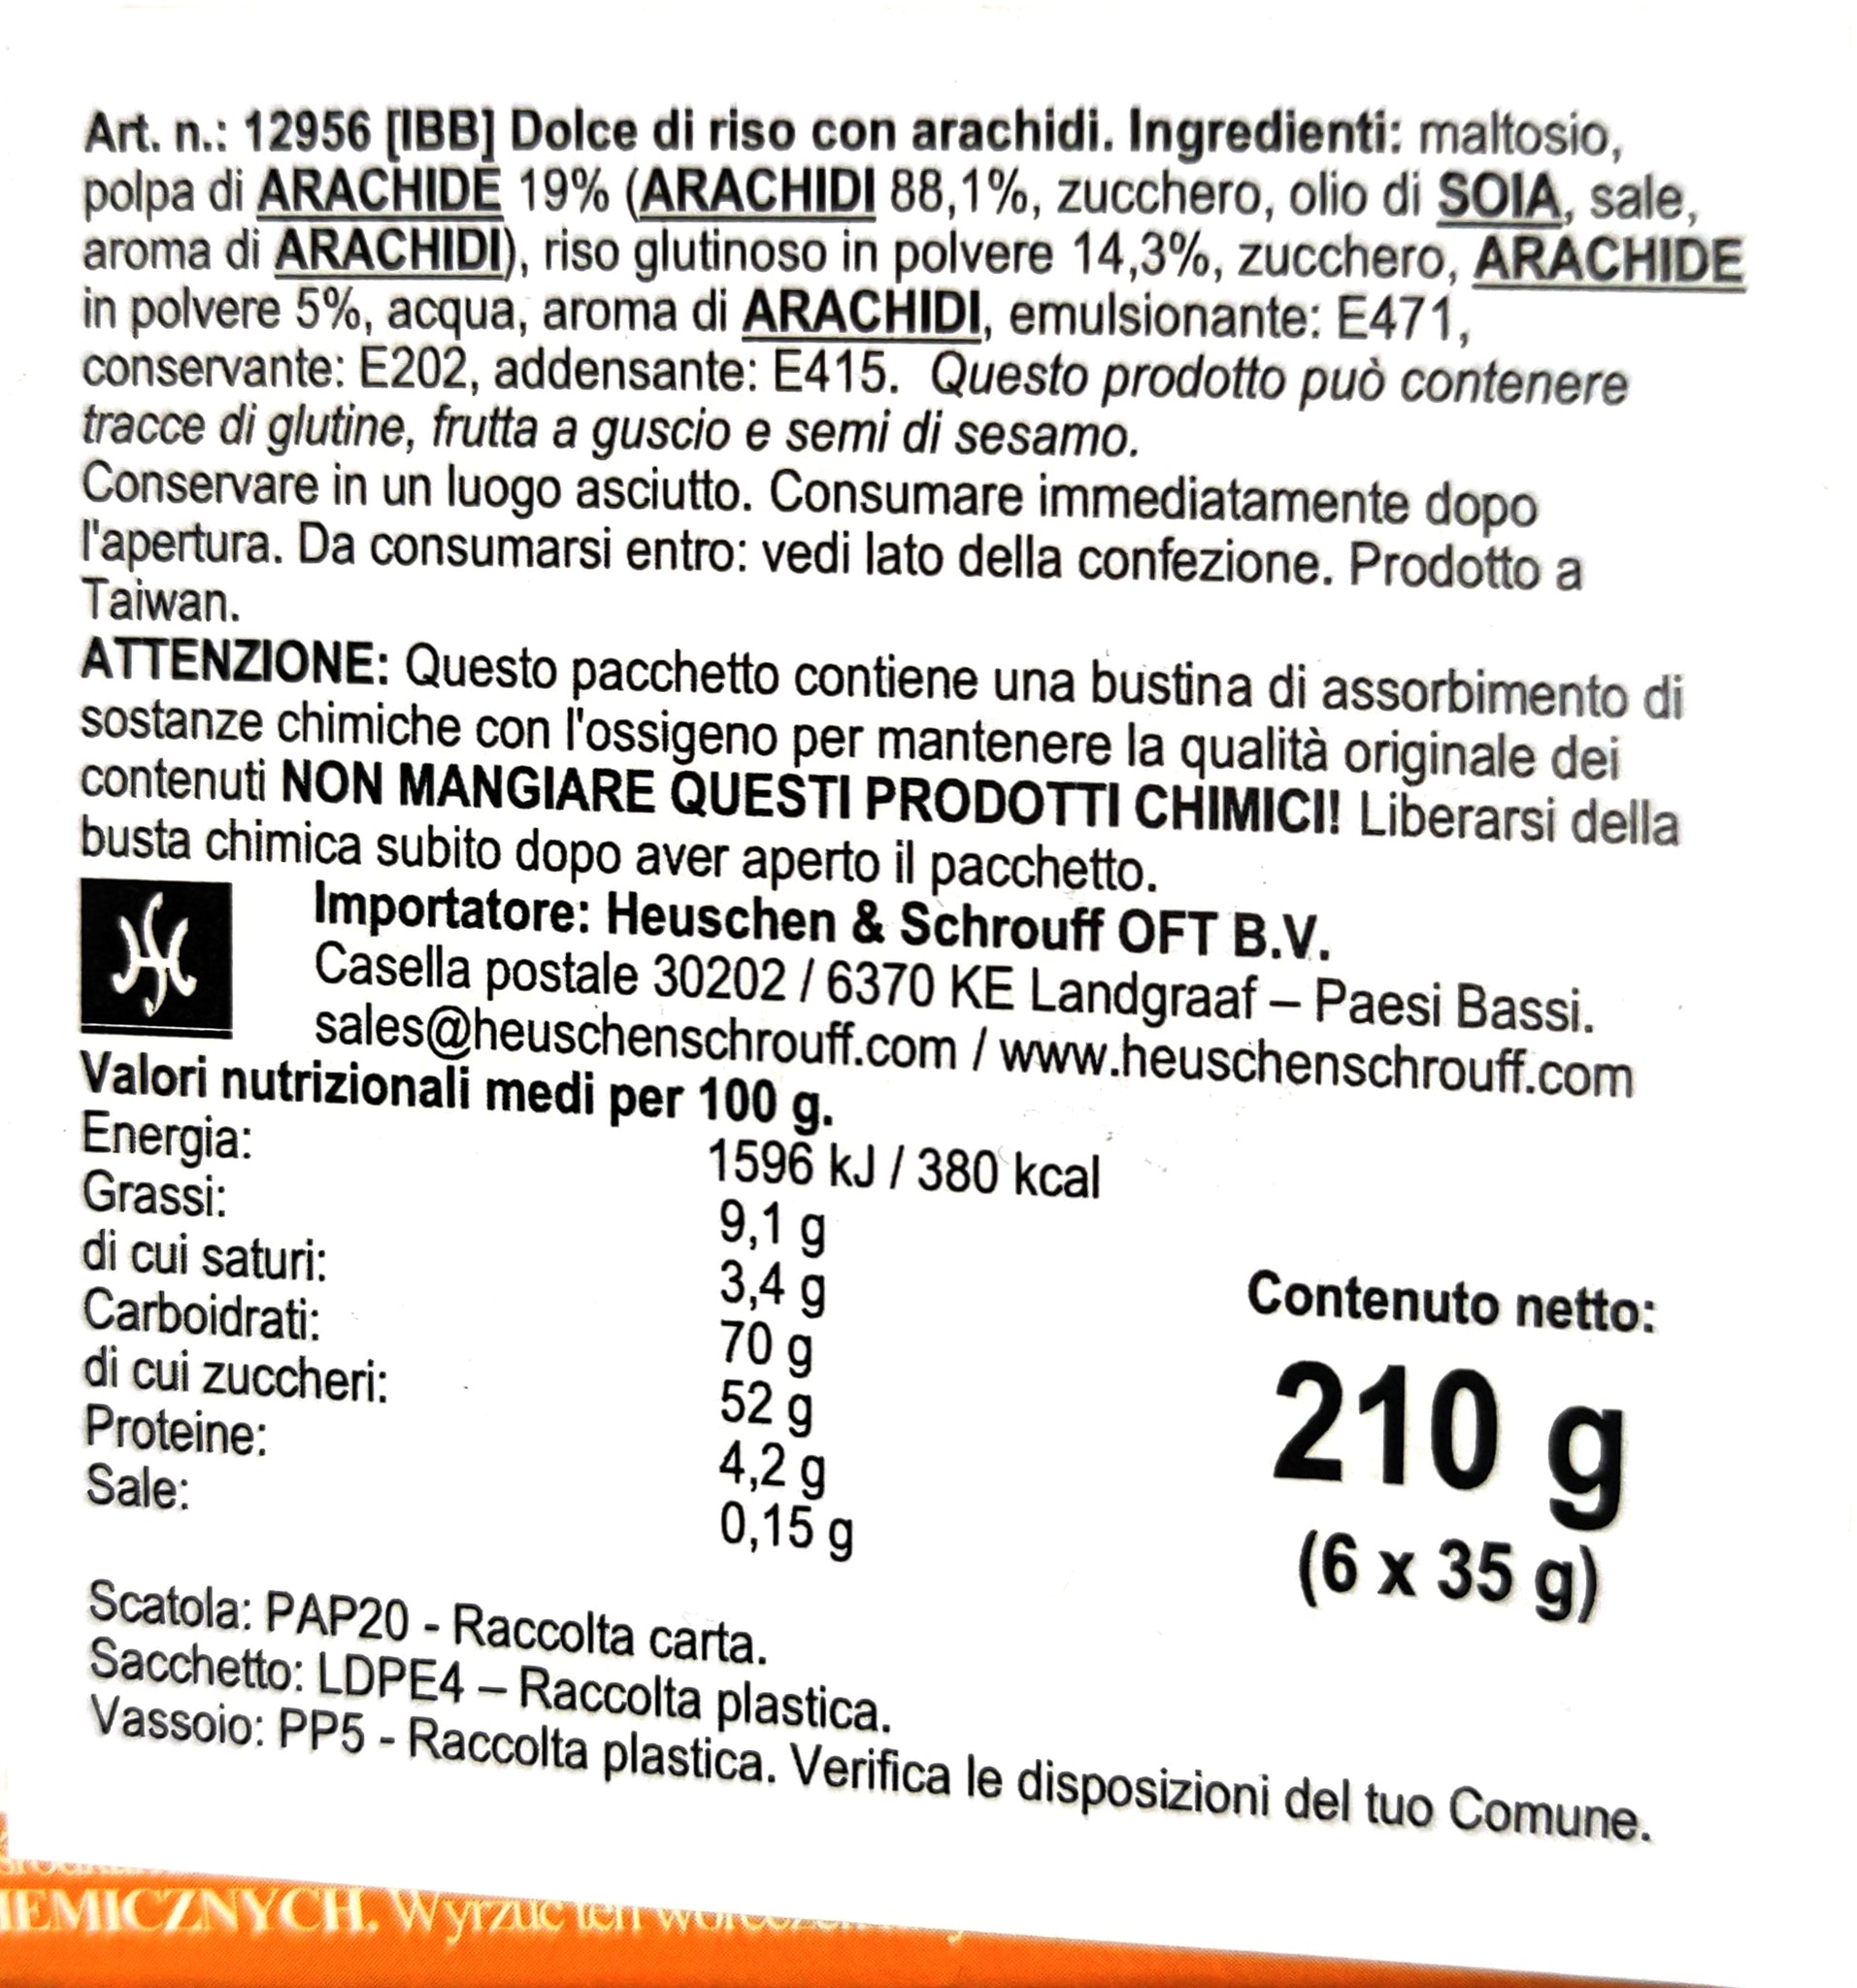 Art. n.: 12956 [IBB] Dolce di riso con arachidi. Ingredienti: maltosio,
polpa di ARACHIDE 19% (ARACHIDI 88,1%, zucchero, olio di SOIA, sale,
aroma di ARACHIDI), riso glutinoso in polvere 14,3%, zucchero, ARACHIDE
in polvere 5%, acqua, aroma di ARACHIDI, emulsionante: E471,
conservante: E202, addensante: E415. Questo prodotto può contenere
tracce di glutine, frutta a guscio e semi di sesamo.
Conservare in un luogo asciutto. Consumare immediatamente dopo
l'apertura. Da consumarsi entro: vedi lato della confezione. Prodotto a
Taiwan.
ATTENZIONE: Questo pacchetto contiene una bustina di assorbimento di
sostanze chimiche con l'ossigeno per mantenere la qualità originale dei
contenuti NON MANGIARE QUESTI PRODOTTI CHIMICI! Liberarsi della
busta chimica subito dopo aver aperto il pacchetto.
Importatore: Heuschen & Schrouff OFT B.V.
Casella postale 30202 / 6370 KE Landgraaf – Paesi Bassi.
sales@heuschenschrouff.com / www.heuschenschrouff.com
Valori nutrizionali medi per 100 g.
Energia: 1596 kJ / 380 kcal
Grassi: 9,1 g
di cui saturi: 3,4 g
Carboidrati: 70 g
di cui zuccheri: 52 g
Proteine: 4,2 g
Sale: 0,15 g
Contenuto netto:
210 g
(6 x 35 g)
Scatola: PAP20 - Raccolta carta.
Sacchetto: LDPE4 – Raccolta plastica.
Vassoio: PP5 - Raccolta plastica. Verifica le disposizioni del tuo Comune.
IEMICZNYCH. Wyrzuć ten